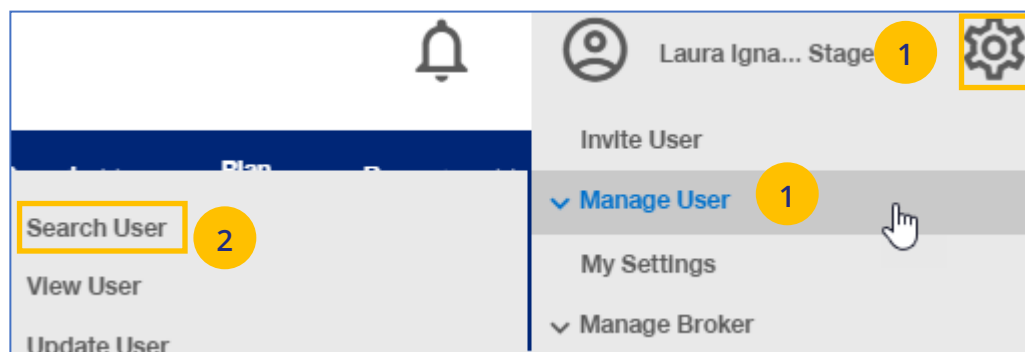 Laura Igna... Stage
1
Invite User
Manage User
1
My Settings
Manage Broker
Plan
Search User
2
View User
Update User